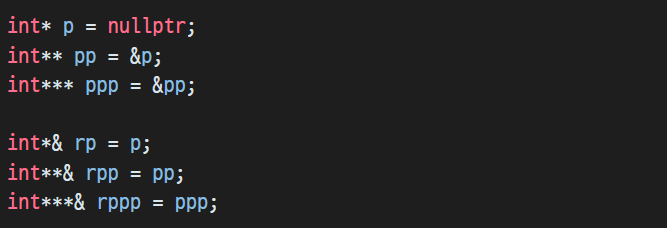 int* p = nullptr;
int** pp = &p;
int*** ppp = &pp;
int*& rp = p;
int**& rpp = pp;
int***& rppp = ppp;